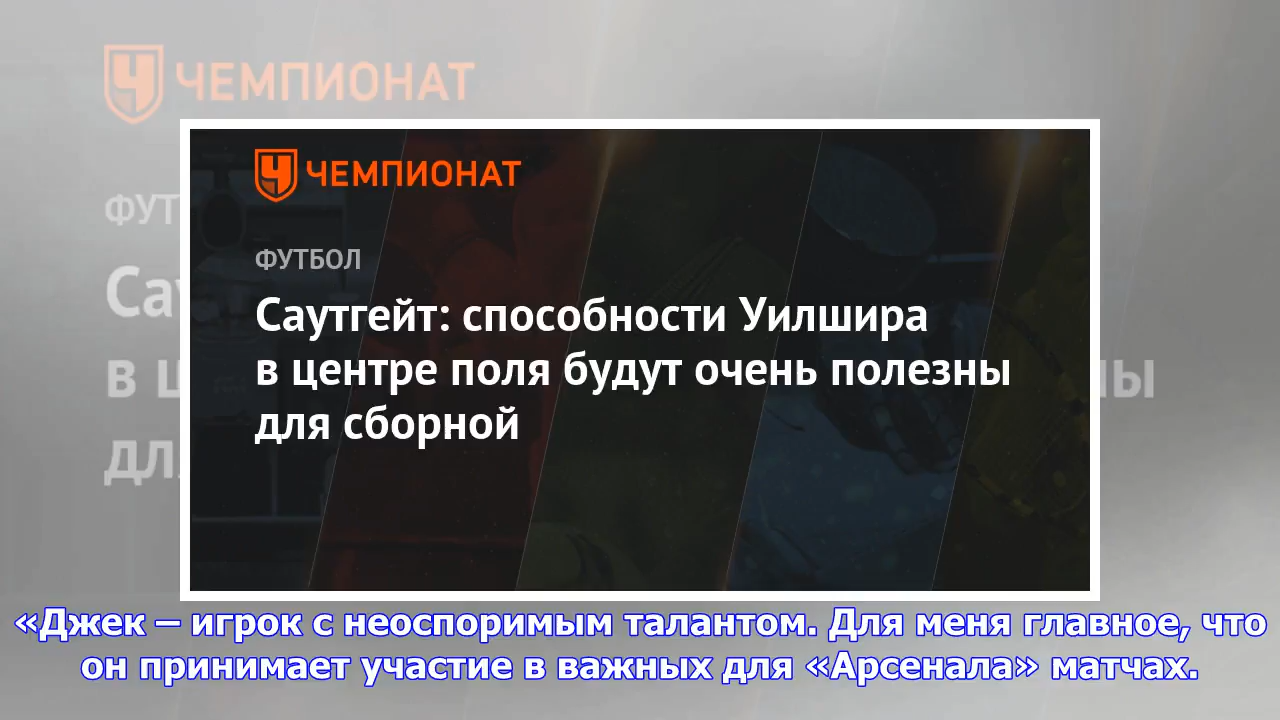 ЧЕМПИОНАТ
ЧЕМПИОНАТ
ФУТБОЛ
Саутгейт: способности Уилшира
в центре поля будут очень полезны
для сборной
«Джек – игрок с неоспоримым талантом. Для меня главное, что
он принимает участие в важных для «Арсенала» матчах.